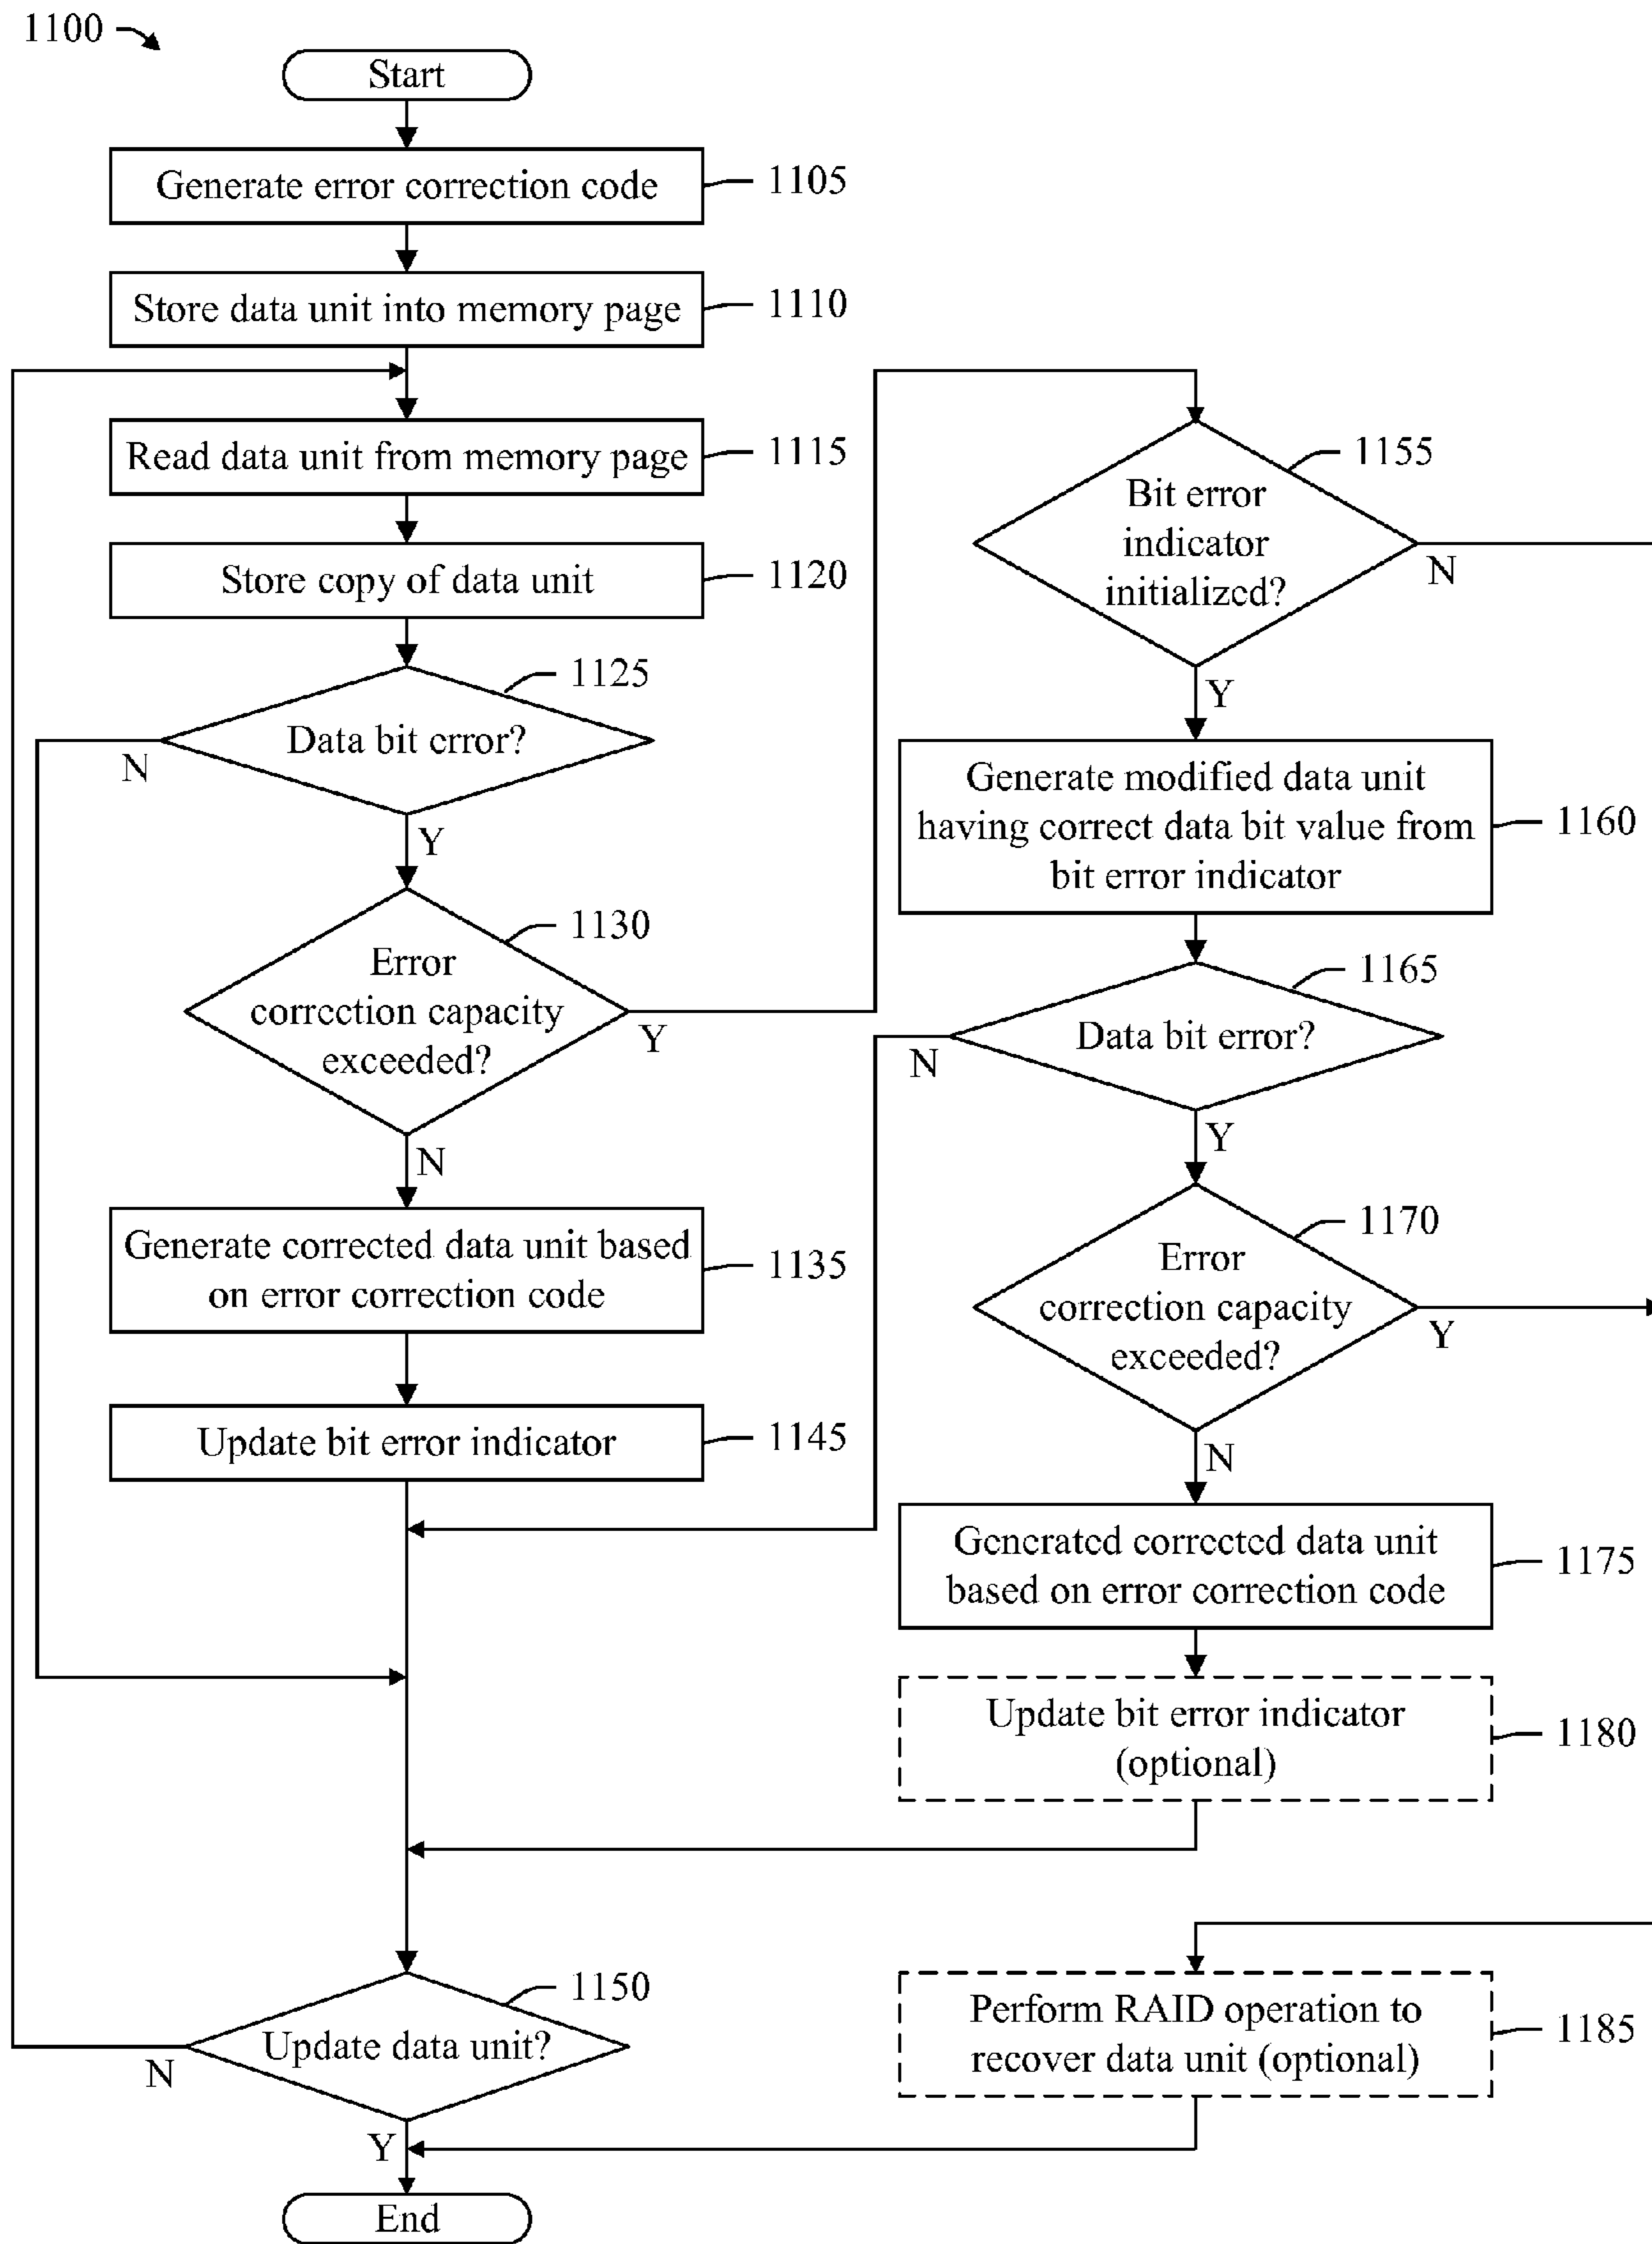 1100
Start
Generate error correction code
1105
Store data unit into memory page
1110
Read data unit from memory page
1115
Store copy of data unit
1120
Data bit error?
1125
N
Y
Error
correction capacity
exceeded?
1130
Y
N
Generate corrected data unit based
on error correction code
1135
Update bit error indicator
1145
Update data unit?
1150
N
Y
End
Bit error
indicator
initialized?
1155
N
Y
Generate modified data unit
having correct data bit value from
bit error indicator
1160
Data bit error?
1165
N
Y
Error
correction capacity
exceeded?
1170
Y
N
Generated corrected data unit
based on error correction code
1175
Update bit error indicator
(optional)
1180
Perform RAID operation to
recover data unit (optional)
1185